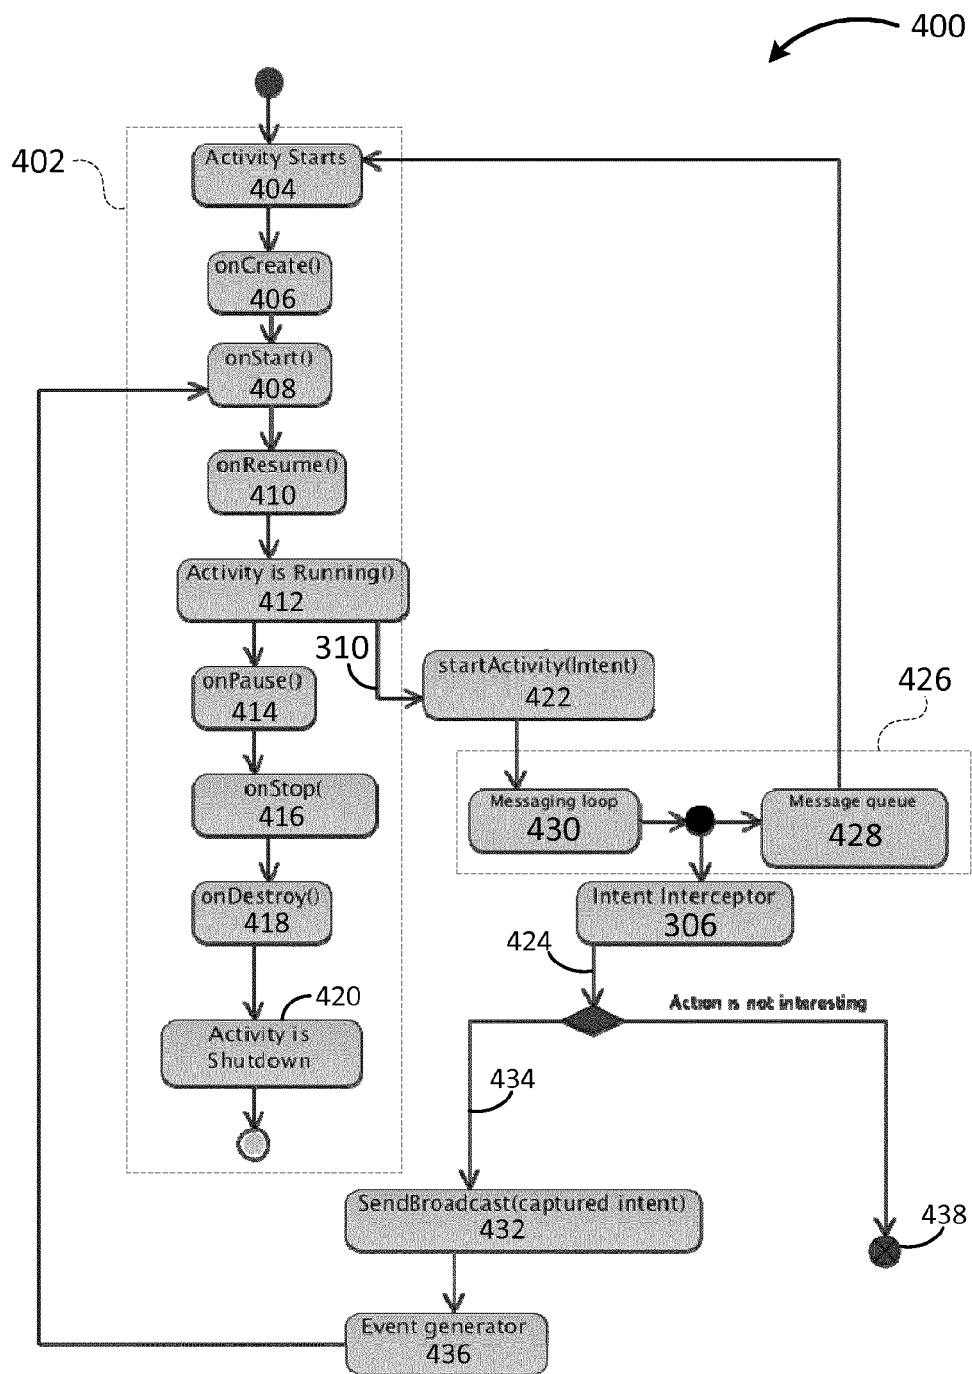 400
402
Activity Starts
404
onCreate()
406
onStart()
408
onResume()
410
Activity is Running()
412
310
startActivity(Intent)
422
426
onPause()
414
onStop(
416
Messaging loop
430
Message queue
428
onDestroy()
418
Intent Interceptor
306
424
420
Activity is
Shutdown
Action is not interesting
434
SendBroadcast(captured intent)
432
438
Event generator
436